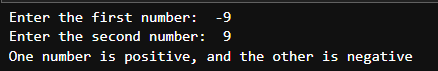 Enter the first number:  -9
Enter the second number:  9
One number is positive, and the other is negative